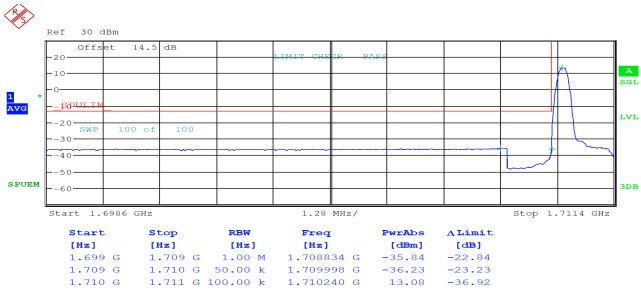 R S
Ref 30 dBm
Offset 14.5 dB
LIMIT CHECK PASS
20
10
0
-10
SPULIN
-20
SWP 100 of 100
-30
-40
-50
-60
1
AVG
*
SPUEM
A
SGL
LVL
3DB
Start 1.6986 GHz 1.28 MHz/ Stop 1.7114 GHz
Start Stop RBW Freq PwrAbs ΔLimit
[Hz] [Hz] [Hz] [Hz] [dBm] [dB]
1.699 G 1.709 G 1.00 M 1.708834 G -35.84 -22.84
1.709 G 1.710 G 50.00 k 1.709998 G -36.23 -23.23
1.710 G 1.711 G 100.00 k 1.710240 G 13.08 -36.92